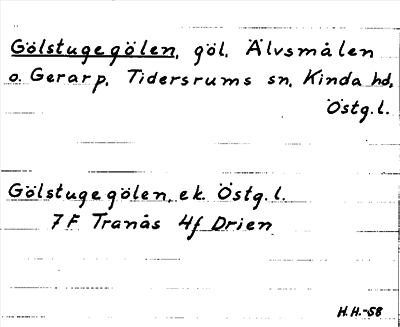 Gölstugegölen, göl, Älvsmålen
o. Gerarp, Tidersrums sn, Kinda hd,
Östg.l.
Gölstugegölen, ek. Östg.l.
7F Tranås 4f Drien
H.H.-58